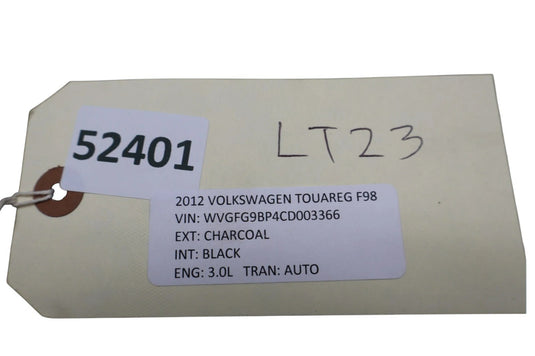 52401
LT23
2012 VOLKSWAGEN TOUAREG F98
VIN: WVGFG9BP4CD003366
EXT: CHARCOAL
INT: BLACK
ENG: 3.0L TRAN: AUTO